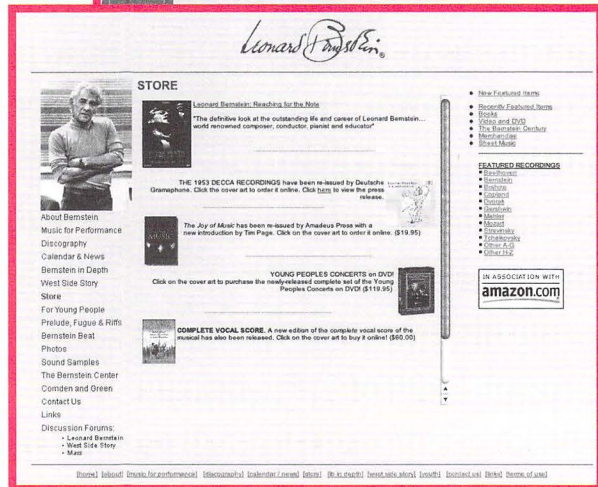 Leonard Bernstein®
STORE
Leonard Bernstein: Reaching for the Note
"The definitive look at the outstanding life and career of Leonard Bernstein...
world renowned composer, conductor, pianist and educator"
THE 1953 DECCA RECORDINGS have been re-issued by Deutsche
Gramaphone. Click the cover art to order it online. Click here to view the press
release.
The Joy of Music has been re-issued by Amadeus Press with a
new introduction by Tim Page. Click on the cover art to order it online. ($19.95)
YOUNG PEOPLES CONCERTS on DVD!
Click on the cover art to purchase the newly-released complete set of the Young
Peoples Concerts on DVD! ($119.95)
COMPLETE VOCAL SCORE. A new edition of the complete vocal score of the
musical has also been released. Click on the cover art to buy it online! ($60.00)
About Bernstein
Music for Performance
Discography
Calendar & News
Bernstein in Depth
West Side Story
Store
For Young People
Prelude, Fugue & Riffs
Bernstein Beat
Photos
Sound Samples
The Bernstein Center
Comden and Green
Contact Us
Links
Discussion Forums:
• Leonard Bernstein
• West Side Story
• Mass
• New Featured Items
• Recently Featured Items
• Books
• Video and DVD
• The Bernstein Century
• Merchandise
• Sheet Music
FEATURED RECORDINGS
Beethoven
Bernstein
Brahms
Copland
Dvorak
Gershwin
Mahler
Mozart
Stravinsky
Tchaikovsky
Other A-G
Other H-Z
IN ASSOCIATION WITH
amazon.com
[home] [about] [music for performance] [discography] [calendar / news] [store] [lb in depth] [west side story] [youth] [contact us] [links] [terms of use]